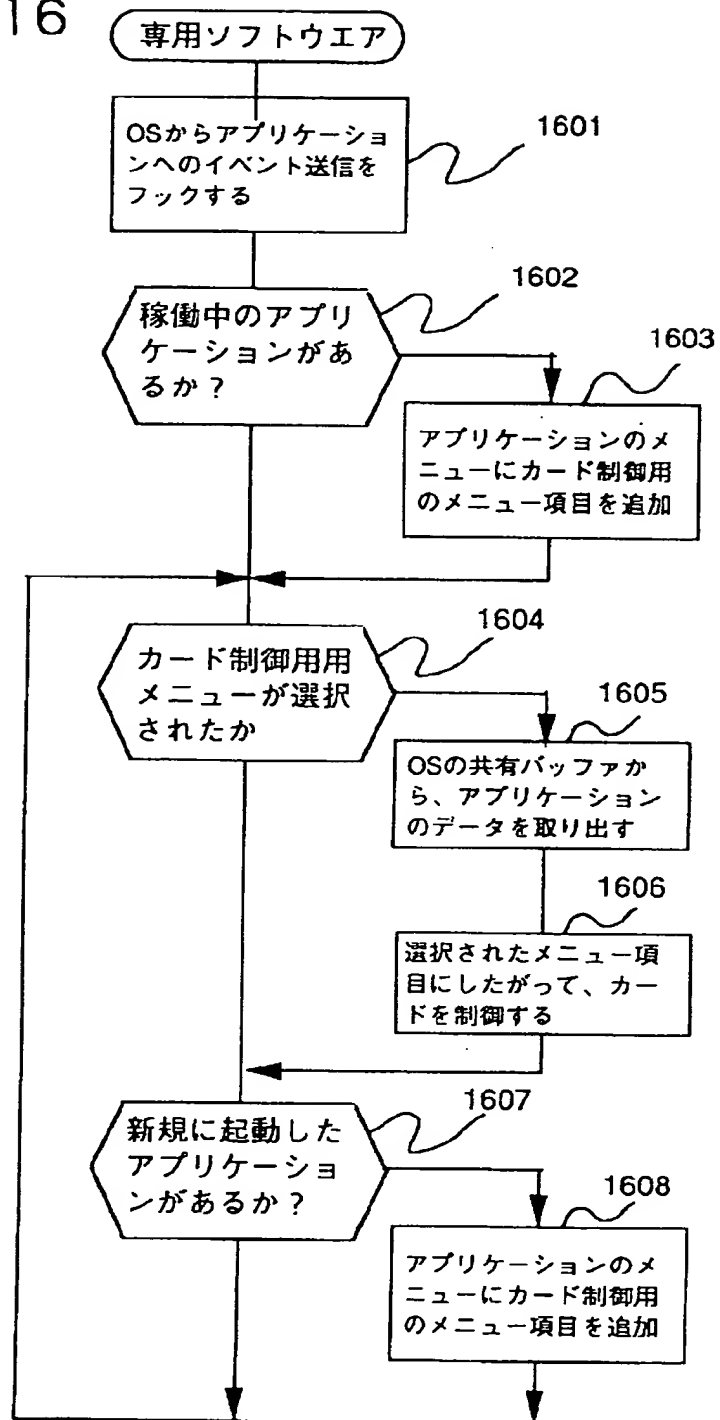 16
専用ソフトウエア
OSからアプリケーショ
ンへのイベント送信を
フックする
1601
1602
稼働中のアプリ
ケーションがあ
るか？
1603
アプリケーションのメ
ニューにカード制御用
のメニュー項目を追加
1604
カード制御用用
メニューが選択
されたか
1605
OSの共有バッファか
ら、アプリケーション
のデータを取り出す
1606
選択されたメニュー項
目にしたがって、カー
ドを制御する
1607
新規に起動した
アプリケーショ
ンがあるか？
1608
アプリケーションのメ
ニューにカード制御用
のメニュー項目を追加